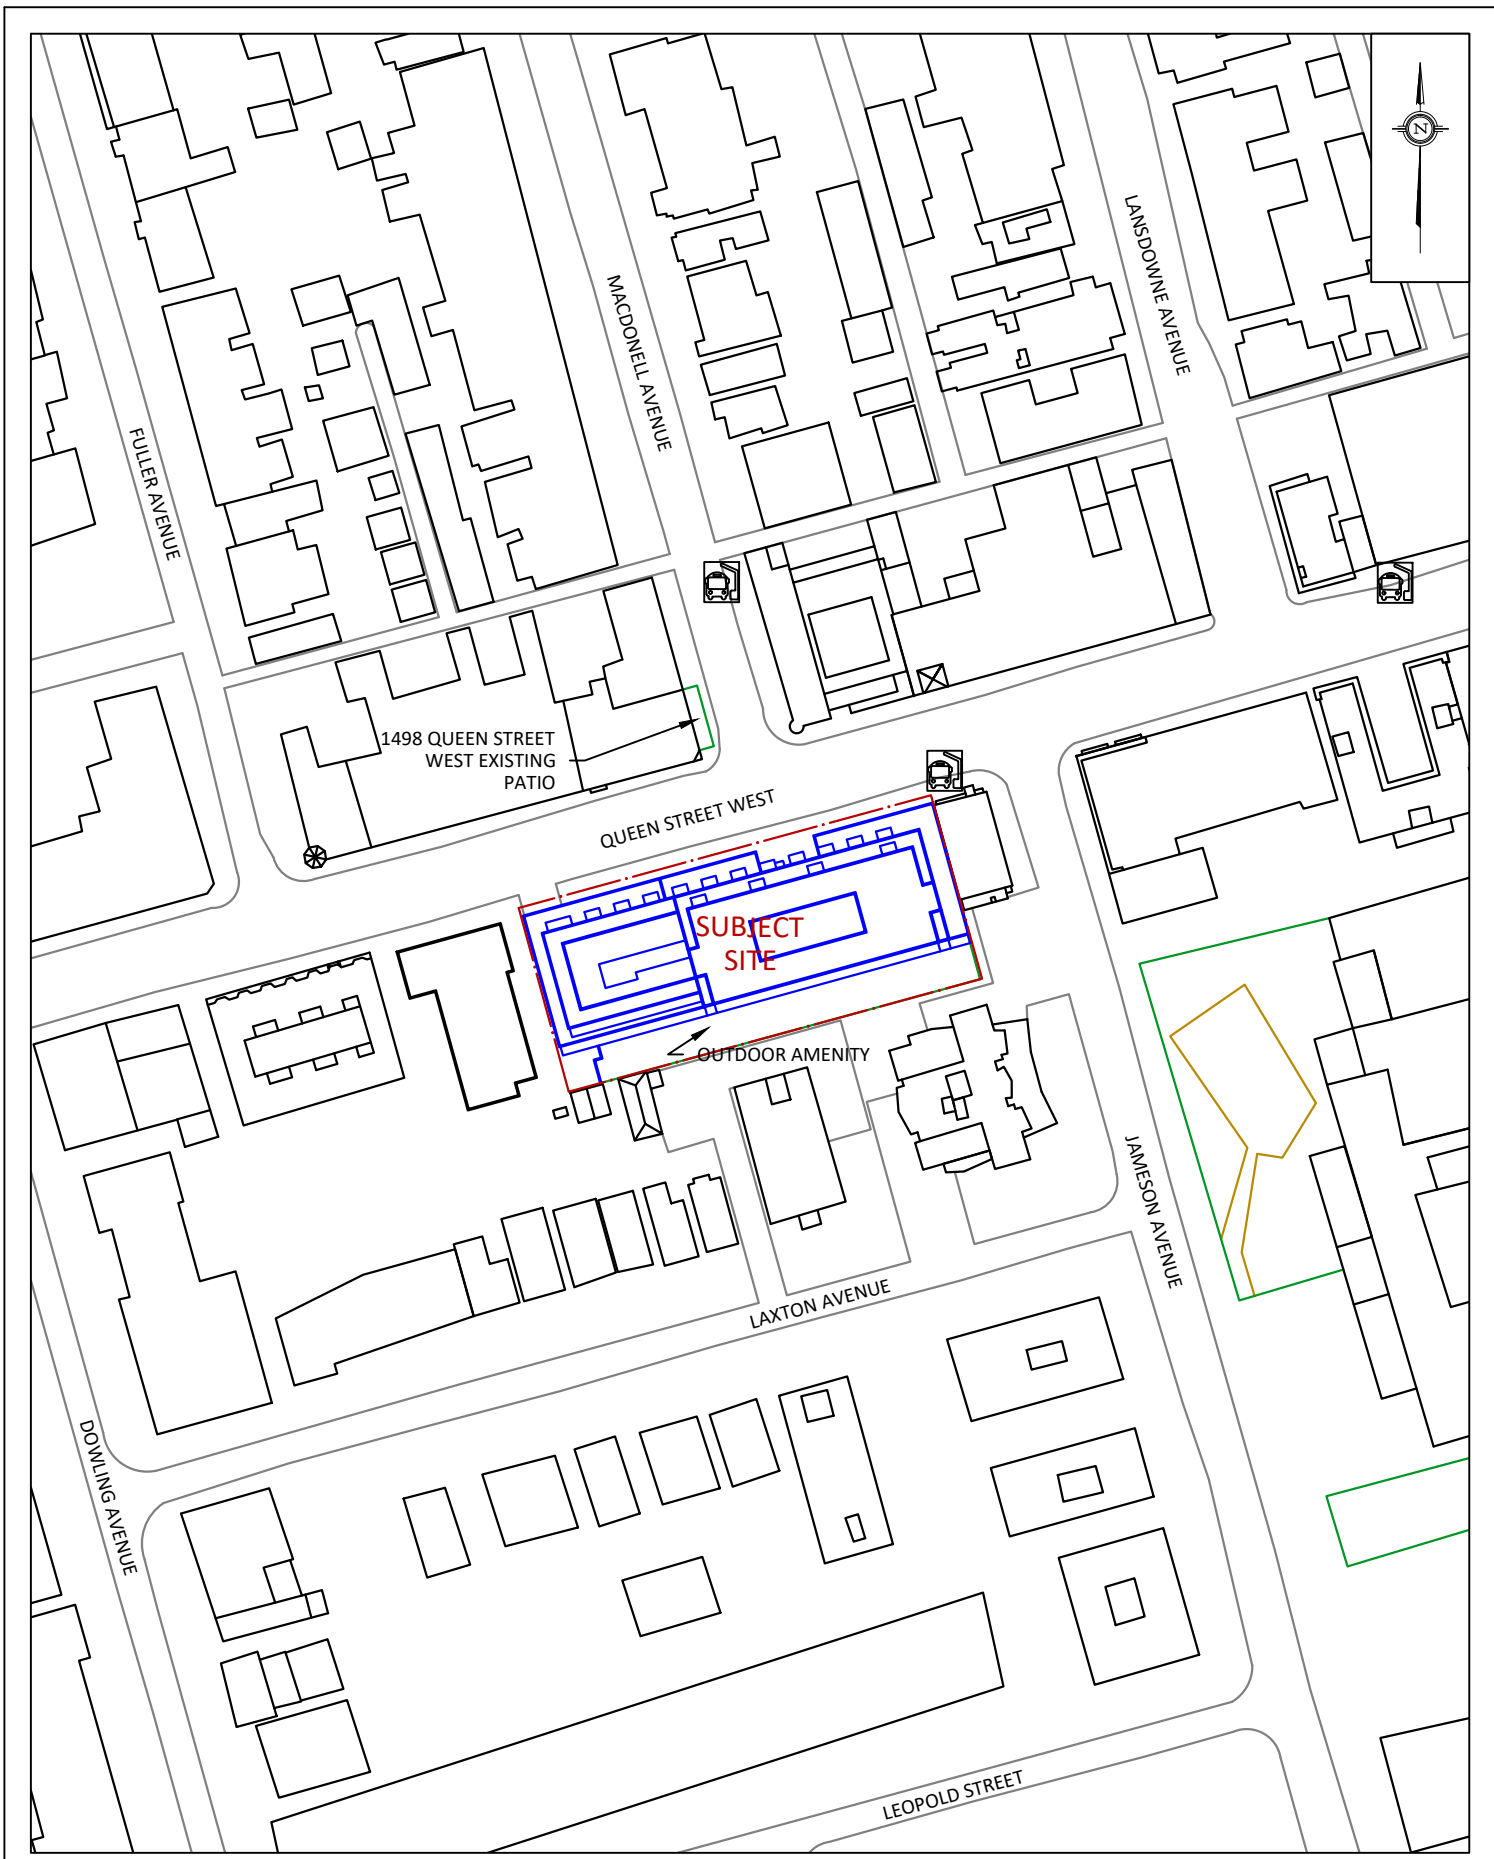 N
LANSDOWNE AVENUE
MACDONELL AVENUE
FULLER AVENUE
1498 QUEEN STREET
WEST EXISTING
PATIO
QUEEN STREET WEST
SUBJECT
SITE
OUTDOOR AMENITY
JAMESON AVENUE
LAXTON AVENUE
DOWLING AVENUE
LEOPOLD STREET